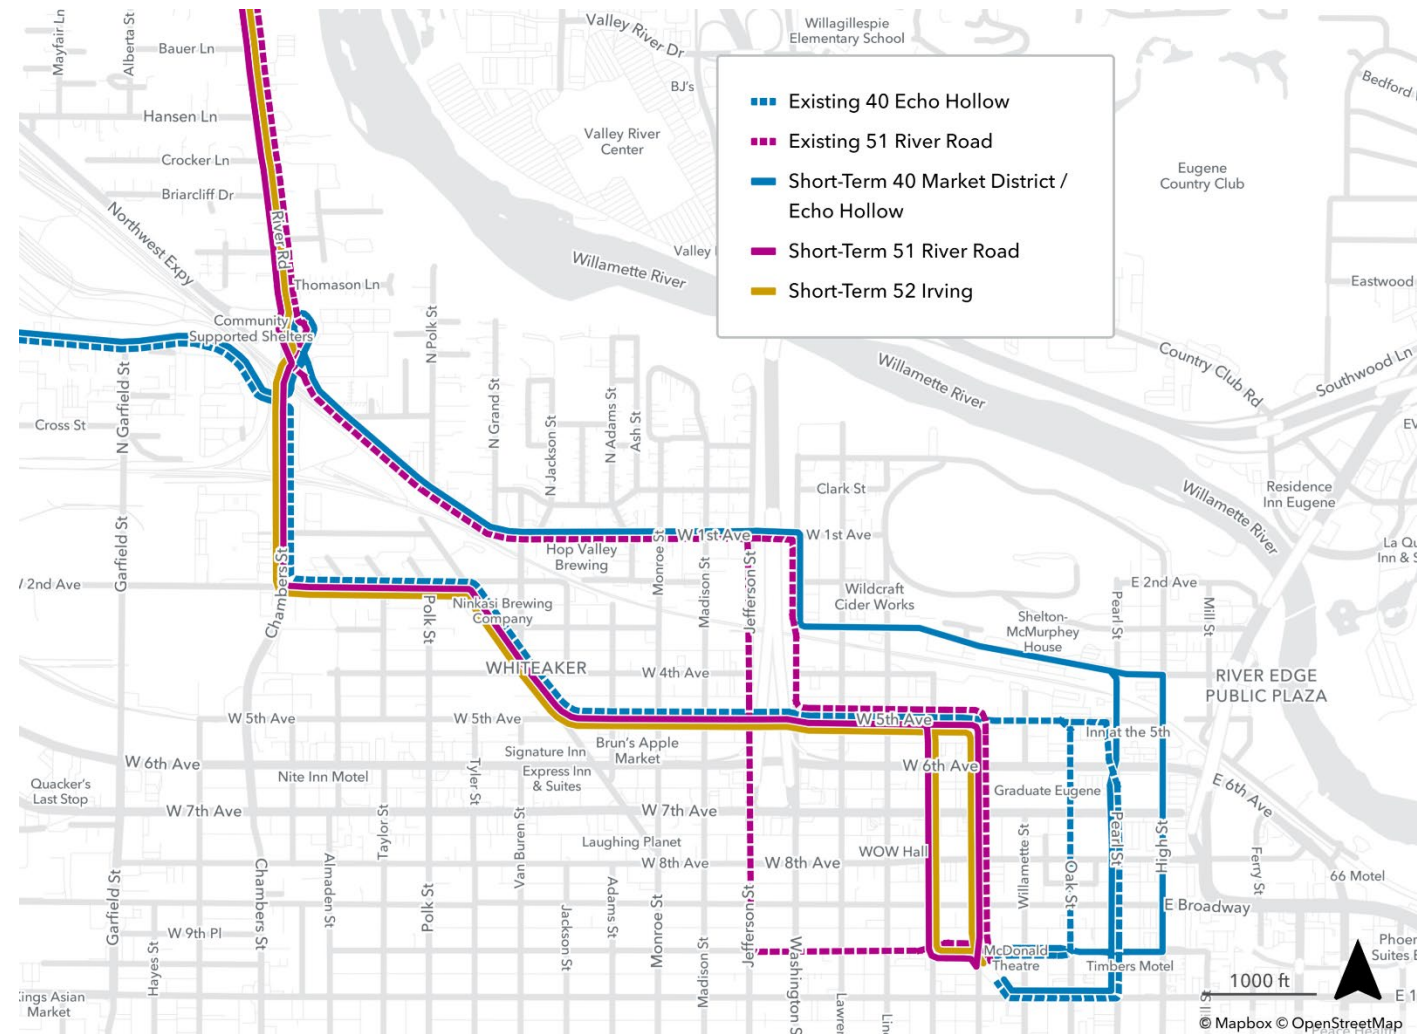 Mayfair Ln
Alberta St
Bauer Ln
Valley River Dr
Willagillespie
Elementary School
BJ's
Bedford
Hansen Ln
Existing 40 Echo Hollow
Existing 51 River Road
Short-Term 40 Market District /
Echo Hollow
Short-Term 51 River Road
Short-Term 52 Irving
Valley River
Center
Crocker Ln
Briarcliff Dr
Eugene
Country Club
Northwest Expy
River Rd
Valley
Willamette River
Thomason Ln
Eastwood
Community
Supported Shelters
N Polk St
Willamette River
Country Club Rd
Southwood Ln
N Garfield St
Cross St
N Grand St
N Jackson St
N Adams St
Ash St
EV
Clark St
Residence
Inn Eugene
Willamette River
W 1st Ave
W 1st Ave
Hop Valley
Brewing
La Qu
Inn & S
Garfield St
Chambers St
Monroe St
Madison St
Jefferson St
W 2nd Ave
E 2nd Ave
Wildcraft
Cider Works
Ninkasi Brewing
Company
Polk St
Pearl St
Mill St
Shelton-
McMurphey
House
WHITEAKER
W 4th Ave
RIVER EDGE
PUBLIC PLAZA
W 5th Ave
W 5th Ave
W 5th Ave
Inn at the 5th
Signature Inn
Brun's Apple
Market
W 6th Ave
W 6th Ave
E 6th Ave
Nite Inn Motel
Express Inn
& Suites
Tyler St
Quacker's
Last Stop
Graduate Eugene
W 7th Ave
W 7th Ave
Taylor St
Van Buren St
Laughing Planet
Pearl St
High St
W 8th Ave
W 8th Ave
WOW Hall
Willamette St
Oak St
Ferry St
66 Motel
Garfield St
Chambers St
Almaden St
Polk St
Adams St
Monroe St
Jefferson St
E Broadway
W 9th Pl
Hayes St
Jackson St
Madison St
Washington S
McDonald
Theatre
Timbers Motel
Phoe
Suites E
Kings Asian
Market
Lawre
Lin
1000 ft
E 1
© Mapbox © OpenStreetMap